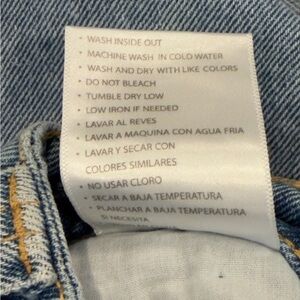 • WASH INSIDE OUT
• MACHINE WASH IN COLD WATER
• WASH AND DRY WITH LIKE COLORS
• DO NOT BLEACH
• TUMBLE DRY LOW
• LOW IRON IF NEEDED
• LAVAR AL REVES
• LAVAR A MAQUINA CON AGUA FRIA
• LAVAR Y SECAR CON
COLORES SIMILARES
• NO USAR CLORO
• SECAR A BAJA TEMPERATURA
• PLANCHAR A BAJA TEMPERATURA
SI NECESITA